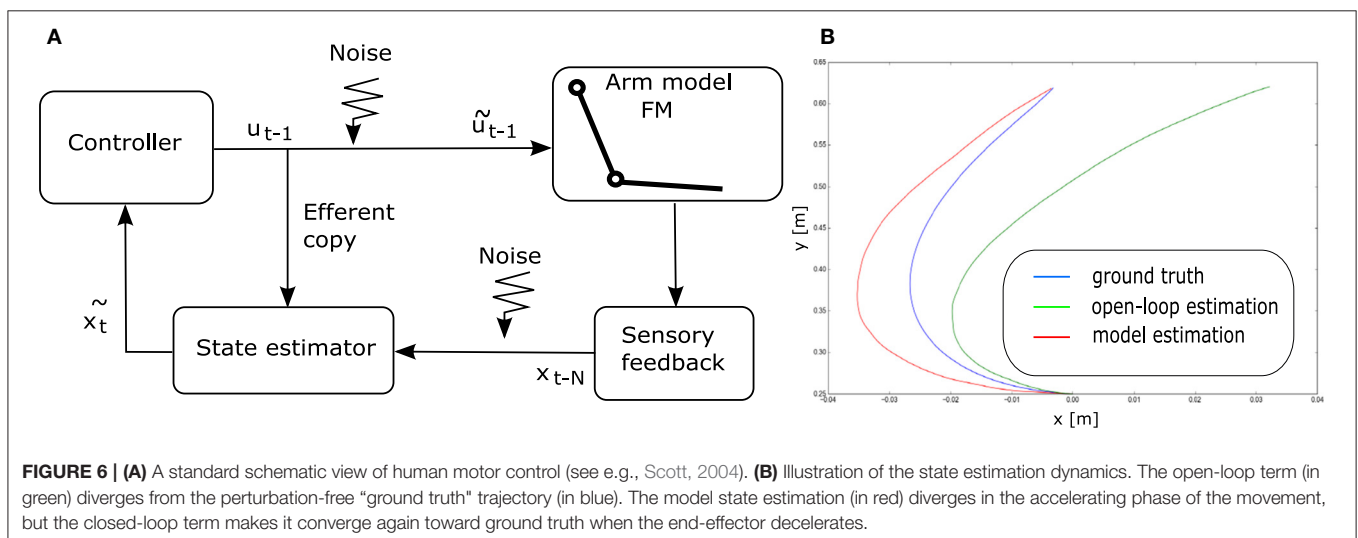 A
Noise
Controller
u t-1
ũ t-1
Arm model
FM
Efferent
copy
Noise
x̃ t
State estimator
x t-N
Sensory
feedback
B
0.65
0.60
0.55
0.50
0.45
0.40
0.35
0.30
0.25
y [m]
ground truth
open-loop estimation
model estimation
−0.04 −0.03 −0.02 −0.01 0.00 0.01 0.02 0.03 0.04
x [m]
FIGURE 6 | (A) A standard schematic view of human motor control (see e.g., Scott, 2004). (B) Illustration of the state estimation dynamics. The open-loop term (in
green) diverges from the perturbation-free “ground truth" trajectory (in blue). The model state estimation (in red) diverges in the accelerating phase of the movement,
but the closed-loop term makes it converge again toward ground truth when the end-effector decelerates.